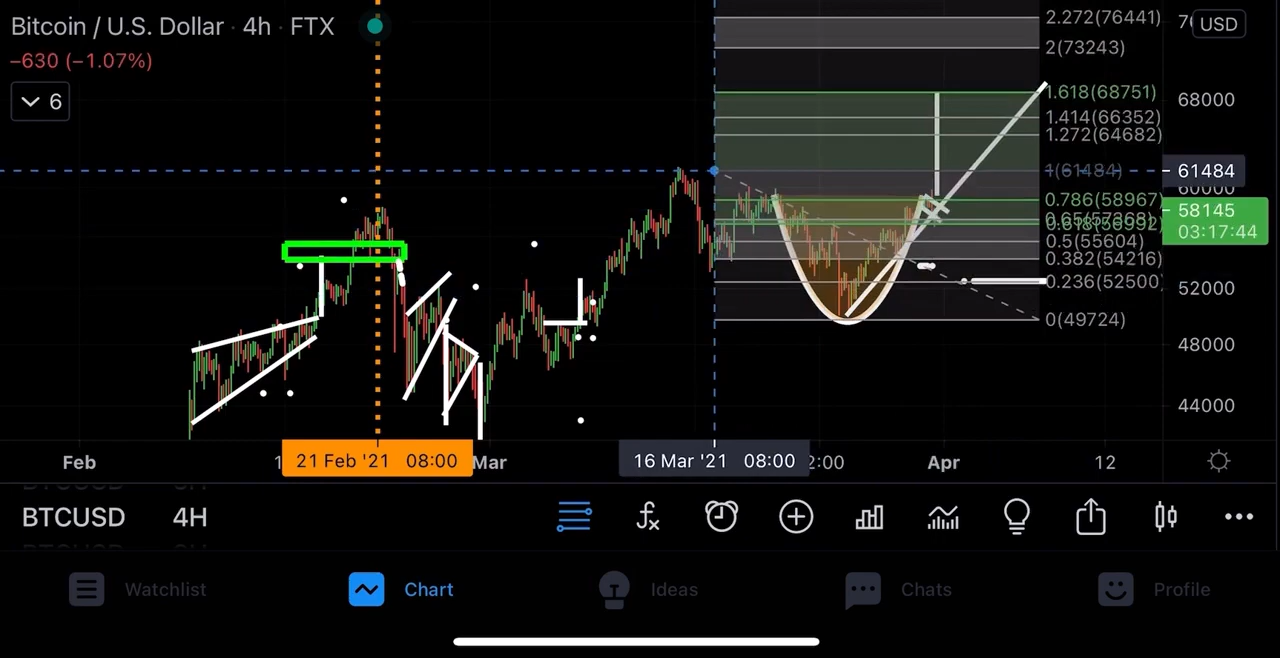 Bitcoin / U.S. Dollar · 4h · FTX
−630 (−1.07%)
6
USD
2.272(76441)
2(73243)
1.618(68751)
68000
1.414(66352)
1.272(64682)
1(61484)
61484
60000
0.786(58967)
58145
03:17:44
0.5(55604)
0.382(54216)
0.236(52500)
52000
0(49724)
48000
44000
Feb
21 Feb '21 08:00
Mar
16 Mar '21 08:00
2:00
Apr
12
BTCUSD 4H
Watchlist
Chart
Ideas
Chats
Profile